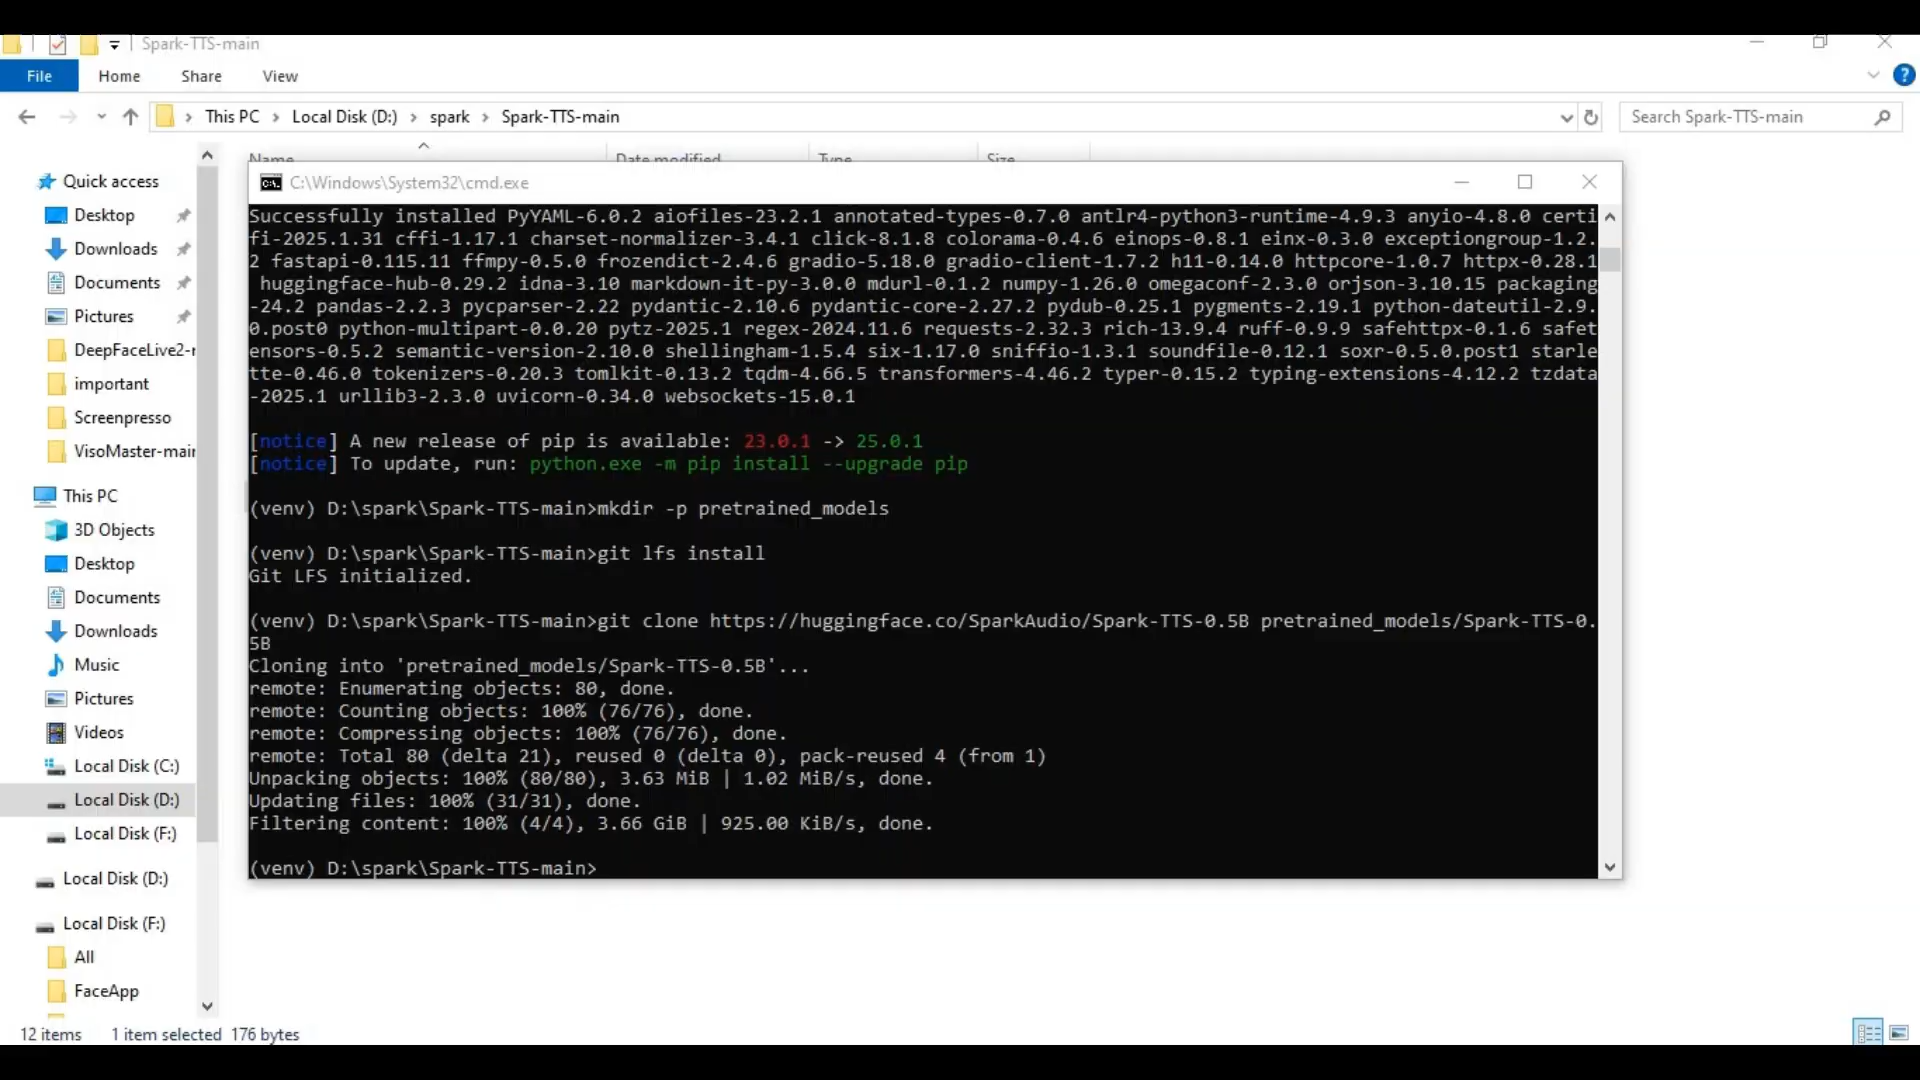 Spark-TTS-main
File Home Share View
This PC Local Disk (D:) spark Spark-TTS-main
Search Spark-TTS-main
Name Date modified Type Size
Quick access
Desktop
Downloads
Documents
Pictures
DeepFaceLive2-r
important
Screenpresso
VisoMaster-mair
This PC
3D Objects
Desktop
Documents
Downloads
Music
Pictures
Videos
Local Disk (C:)
Local Disk (D:)
Local Disk (F:)
Local Disk (D:)
Local Disk (F:)
All
FaceApp
C:\Windows\System32\cmd.exe
Successfully installed PyYAML-6.0.2 aiofiles-23.2.1 annotated-types-0.7.0 antlr4-python3-runtime-4.9.3 anyio-4.8.0 certi
fi-2025.1.31 cffi-1.17.1 charset-normalizer-3.4.1 click-8.1.8 colorama-0.4.6 einops-0.8.1 einx-0.3.0 exceptiongroup-1.2.
2 fastapi-0.115.11 ffmpy-0.5.0 frozendict-2.4.6 gradio-5.18.0 gradio-client-1.7.2 h11-0.14.0 httpcore-1.0.7 httpx-0.28.1
huggingface-hub-0.29.2 idna-3.10 markdown-it-py-3.0.0 mdurl-0.1.2 numpy-1.26.0 omegaconf-2.3.0 orjson-3.10.15 packaging
-24.2 pandas-2.2.3 pycparser-2.22 pydantic-2.10.6 pydantic-core-2.27.2 pydub-0.25.1 pygments-2.19.1 python-dateutil-2.9.
0.post0 python-multipart-0.0.20 pytz-2025.1 regex-2024.11.6 requests-2.32.3 rich-13.9.4 ruff-0.9.9 safehttpx-0.1.6 safet
ensors-0.5.2 semantic-version-2.10.0 shellingham-1.5.4 six-1.17.0 sniffio-1.3.1 soundfile-0.12.1 soxr-0.5.0.post1 starle
tte-0.46.0 tokenizers-0.20.3 tomlkit-0.13.2 tqdm-4.66.5 transformers-4.46.2 typer-0.15.2 typing-extensions-4.12.2 tzdata
-2025.1 urllib3-2.3.0 uvicorn-0.34.0 websockets-15.0.1
[notice] A new release of pip is available: 23.0.1 -> 25.0.1
[notice] To update, run: python.exe -m pip install --upgrade pip
(venv) D:\spark\Spark-TTS-main>mkdir -p pretrained_models
(venv) D:\spark\Spark-TTS-main>git lfs install
Git LFS initialized.
(venv) D:\spark\Spark-TTS-main>git clone https://huggingface.co/SparkAudio/Spark-TTS-0.5B pretrained_models/Spark-TTS-0.
5B
Cloning into 'pretrained_models/Spark-TTS-0.5B'...
remote: Enumerating objects: 80, done.
remote: Counting objects: 100% (76/76), done.
remote: Compressing objects: 100% (76/76), done.
remote: Total 80 (delta 21), reused 0 (delta 0), pack-reused 4 (from 1)
Unpacking objects: 100% (80/80), 3.63 MiB | 1.02 MiB/s, done.
Updating files: 100% (31/31), done.
Filtering content: 100% (4/4), 3.66 GiB | 925.00 KiB/s, done.
(venv) D:\spark\Spark-TTS-main>
12 items 1 item selected 176 bytes